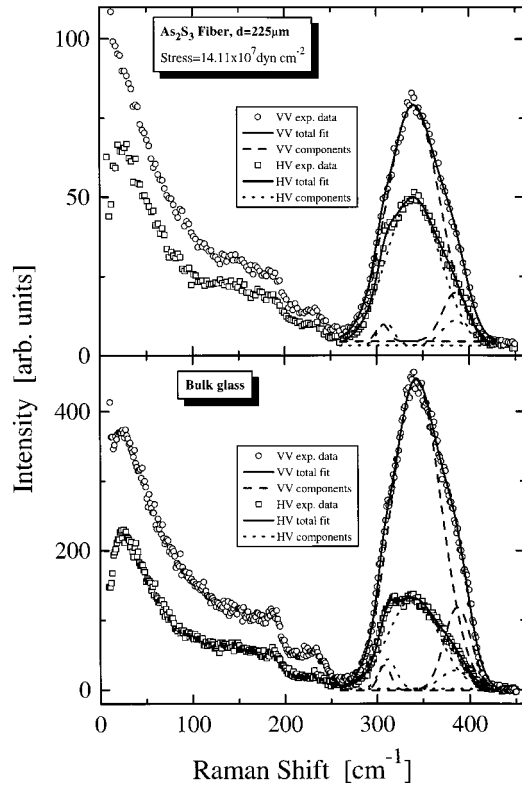 100
As2S3 Fiber, d=225μm
Stress=14.11x10^7dyn cm^-2
VV exp. data
VV total fit
VV components
HV exp. data
HV total fit
HV components
50
0
Bulk glass
400
VV exp. data
VV total fit
VV components
HV exp. data
HV total fit
HV components
200
0
Intensity [arb. units]
0 100 200 300 400
Raman Shift [cm^-1]